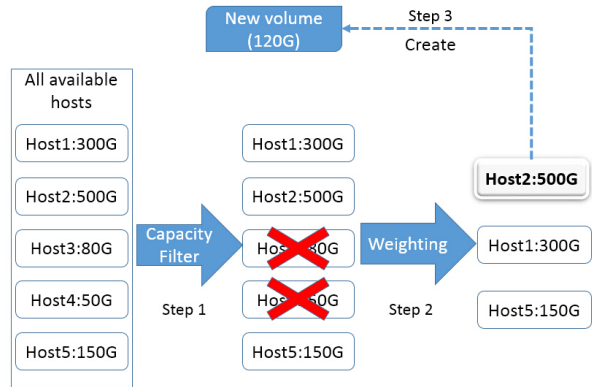 New volume
(120G)
Step 3
Create
All available
hosts
Host1:300G
Host2:500G
Host3:80G
Host4:50G
Host5:150G
Capacity
Filter
Step 1
Host1:300G
Host2:500G
80G
50G
Host5:150G
Weighting
Step 2
Host2:500G
Host1:300G
Host5:150G